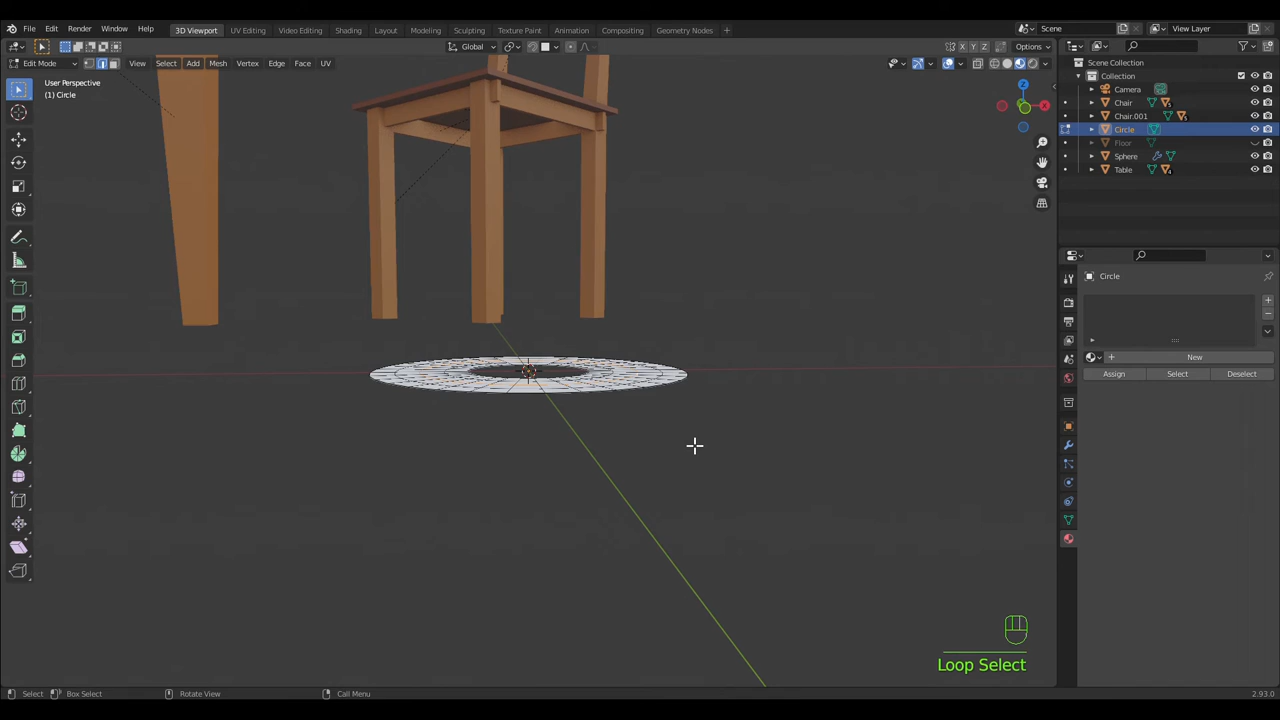 File Edit Render Window Help 3D Viewport UV Editing Video Editing Shading Layout Modeling Sculpting Texture Paint Animation Compositing Geometry Nodes + Scene View Layer
Global X Y Z Options
Edit Mode View Select Add Mesh Vertex Edge Face UV
User Perspective
(1) Circle
Z
X
Scene Collection
Collection
Camera
Chair
Chair.001
Circle
Floor
Sphere
Table
Circle
New
Assign Select Deselect
Loop Select
Select Box Select Rotate View Call Menu 2.93.0